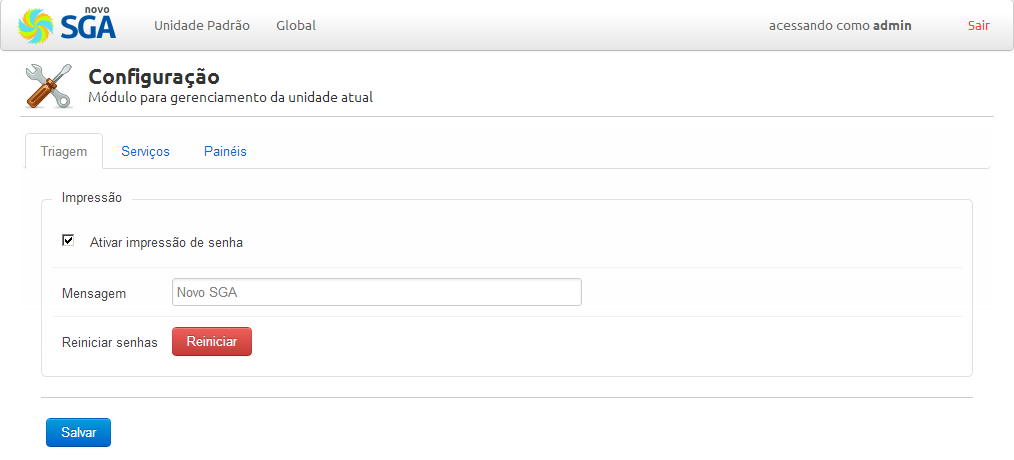 novo
SGA
Unidade Padrão Global acessando como admin Sair
Configuração
Módulo para gerenciamento da unidade atual
Triagem Serviços Painéis
Impressão
Ativar impressão de senha
Mensagem Novo SGA
Reiniciar senhas Reiniciar
Salvar